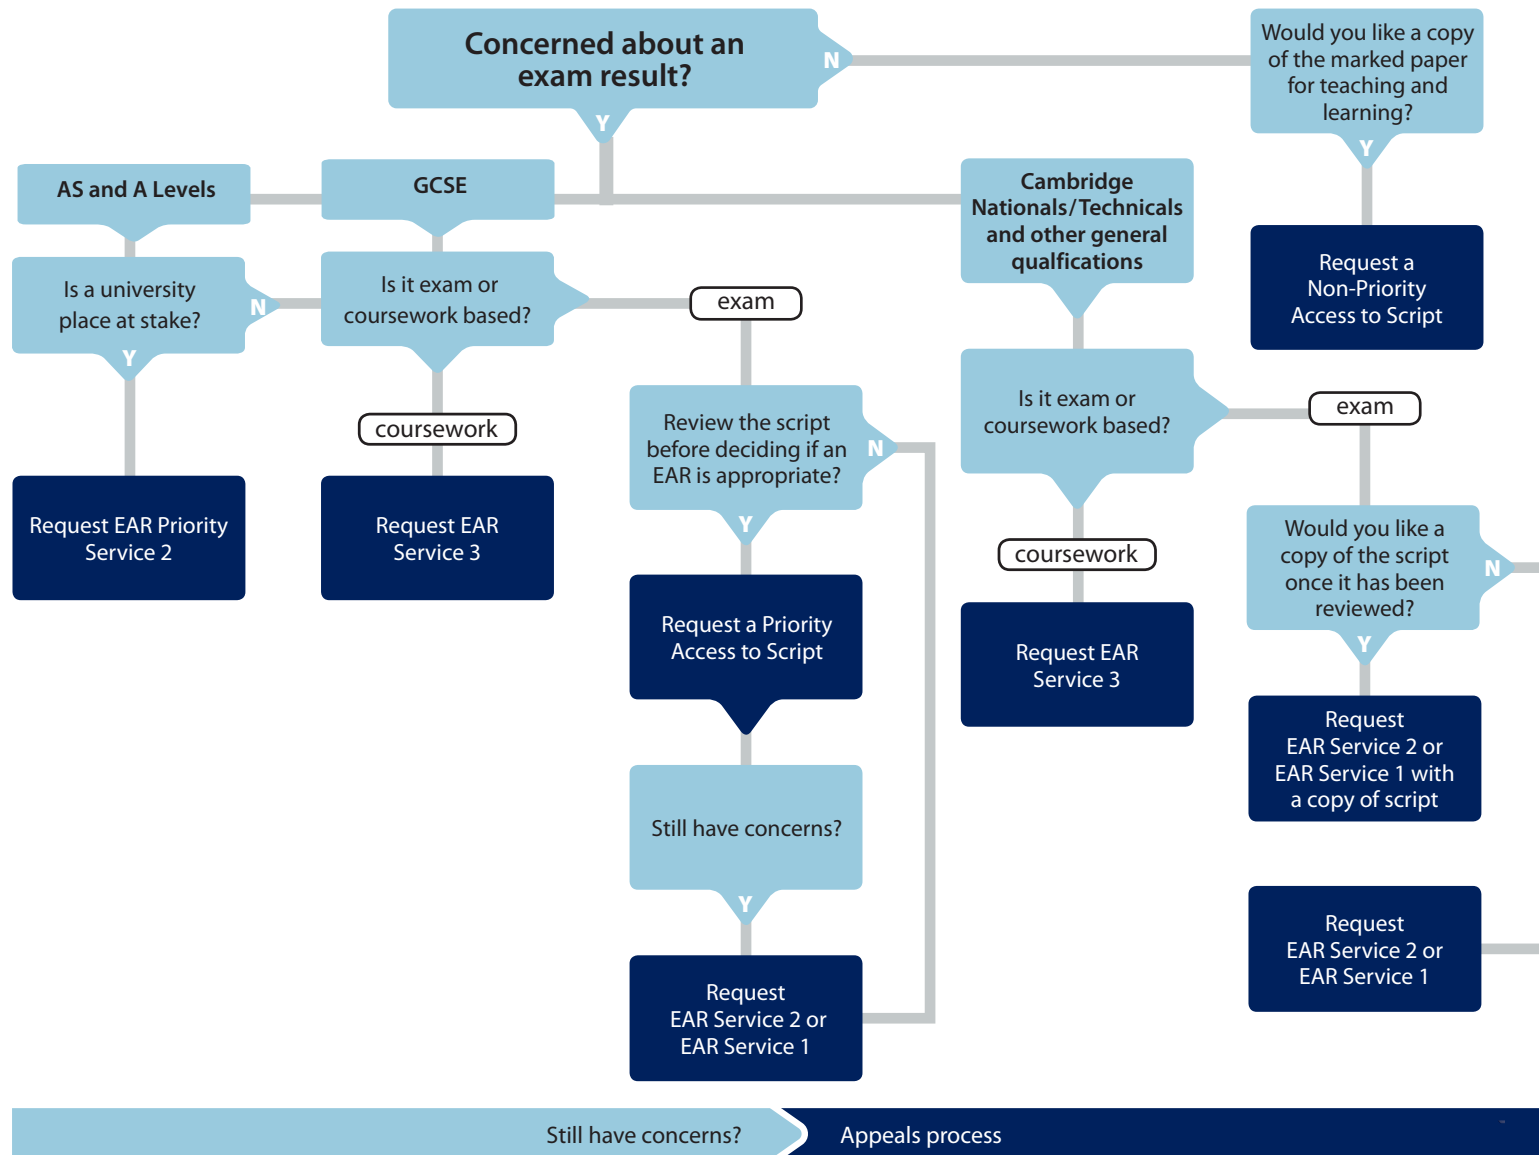 Concerned about an
exam result?
N
Y
Would you like a copy
of the marked paper
for teaching and
learning?
Y
Request a
Non-Priority
Access to Script
AS and A Levels
Is a university
place at stake?
N
Y
Request EAR Priority
Service 2
GCSE
Is it exam or
coursework based?
coursework
Request EAR
Service 3
exam
Review the script
before deciding if an
EAR is appropriate?
N
Y
Request a Priority
Access to Script
Still have concerns?
Y
Request
EAR Service 2 or
EAR Service 1
Cambridge
Nationals/Technicals
and other general
qualfications
Is it exam or
coursework based?
coursework
Request EAR
Service 3
exam
Would you like a
copy of the script
once it has been
reviewed?
N
Y
Request
EAR Service 2 or
EAR Service 1 with
a copy of script
Request
EAR Service 2 or
EAR Service 1
Still have concerns?
Appeals process